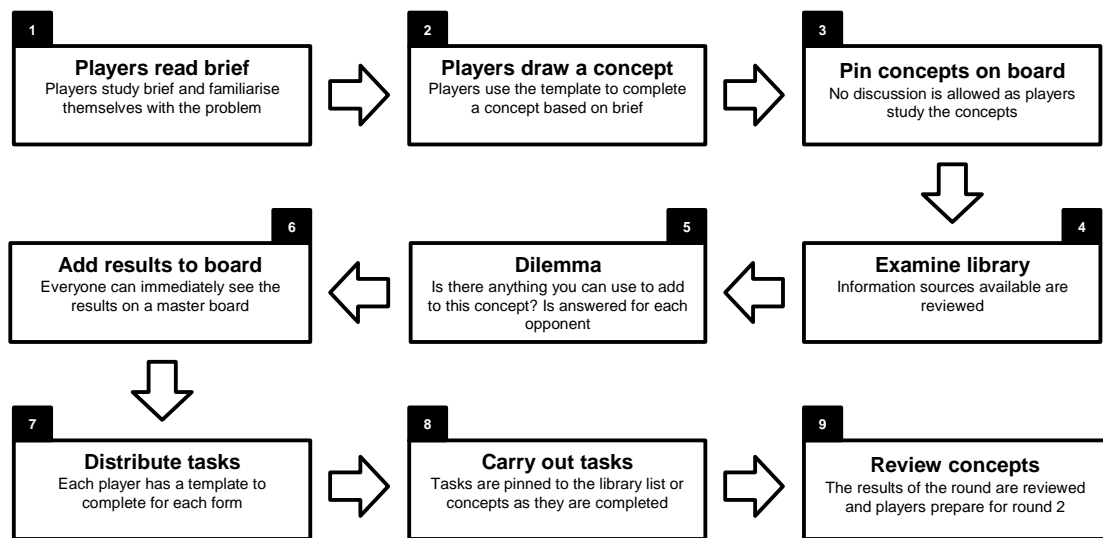 1
Players read brief
Players study brief and familiarise
themselves with the problem
2
Players draw a concept
Players use the template to complete
a concept based on brief
3
Pin concepts on board
No discussion is allowed as players
study the concepts
4
Examine library
Information sources available are
reviewed
5
Dilemma
Is there anything you can use to add
to this concept? Is answered for each
opponent
6
Add results to board
Everyone can immediately see the
results on a master board
7
Distribute tasks
Each player has a template to
complete for each form
8
Carry out tasks
Tasks are pinned to the library list or
concepts as they are completed
9
Review concepts
The results of the round are reviewed
and players prepare for round 2